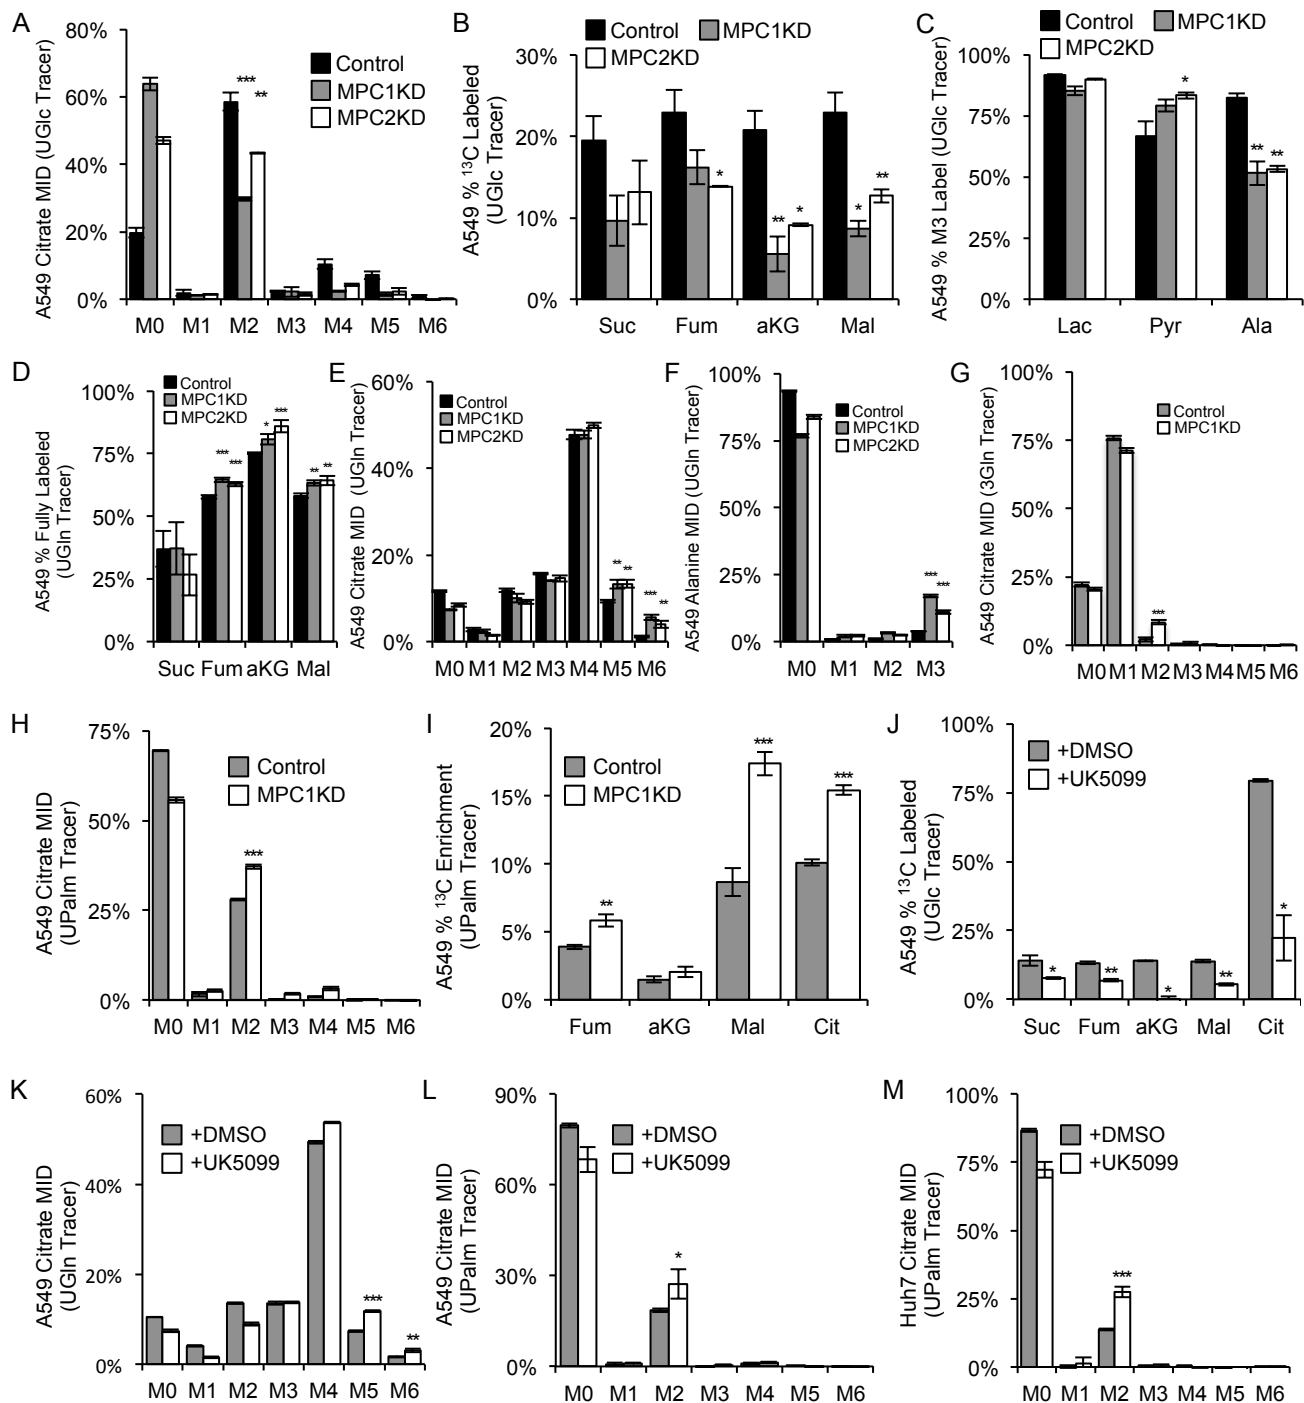 A
A549 Citrate MID (UGlc Tracer)
80%
60%
40%
20%
0%
Control
MPC1KD
MPC2KD
***
**
M0 M1 M2 M3 M4 M5 M6
B
A549 % 13C Labeled
(UGlc Tracer)
30%
20%
10%
0%
Control
MPC1KD
MPC2KD
*
**
*
*
**
Suc Fum aKG Mal
C
A549 % M3 Label (UGlc Tracer)
100%
75%
50%
25%
0%
Control
MPC1KD
MPC2KD
*
**
**
Lac Pyr Ala
D
A549 % Fully Labeled
(UGln Tracer)
100%
75%
50%
25%
0%
Control
MPC1KD
MPC2KD
***
***
*
***
**
**
Suc Fum aKG Mal
E
A549 Citrate MID (UGln Tracer)
60%
40%
20%
0%
Control
MPC1KD
MPC2KD
**
**
***
**
M0 M1 M2 M3 M4 M5 M6
F
A549 Alanine MID (UGln Tracer)
100%
75%
50%
25%
0%
Control
MPC1KD
MPC2KD
***
***
M0 M1 M2 M3
G
A549 Citrate MID (3Gln Tracer)
100%
75%
50%
25%
0%
Control
MPC1KD
***
M0 M1 M2 M3 M4 M5 M6
H
A549 Citrate MID
(UPalm Tracer)
75%
50%
25%
0%
Control
MPC1KD
***
M0 M1 M2 M3 M4 M5 M6
I
A549 % 13C Enrichment
(UPalm Tracer)
20%
15%
10%
5%
0%
Control
MPC1KD
**
***
***
Fum aKG Mal Cit
J
A549 % 13C Labeled
(UGlc Tracer)
100%
75%
50%
25%
0%
+DMSO
+UK5099
*
**
*
**
*
Suc Fum aKG Mal Cit
K
A549 Citrate MID
(UGln Tracer)
60%
40%
20%
0%
+DMSO
+UK5099
***
**
M0 M1 M2 M3 M4 M5 M6
L
A549 Citrate MID
(UPalm Tracer)
90%
60%
30%
0%
+DMSO
+UK5099
*
M0 M1 M2 M3 M4 M5 M6
M
Huh7 Citrate MID
(UPalm Tracer)
100%
75%
50%
25%
0%
+DMSO
+UK5099
***
M0 M1 M2 M3 M4 M5 M6